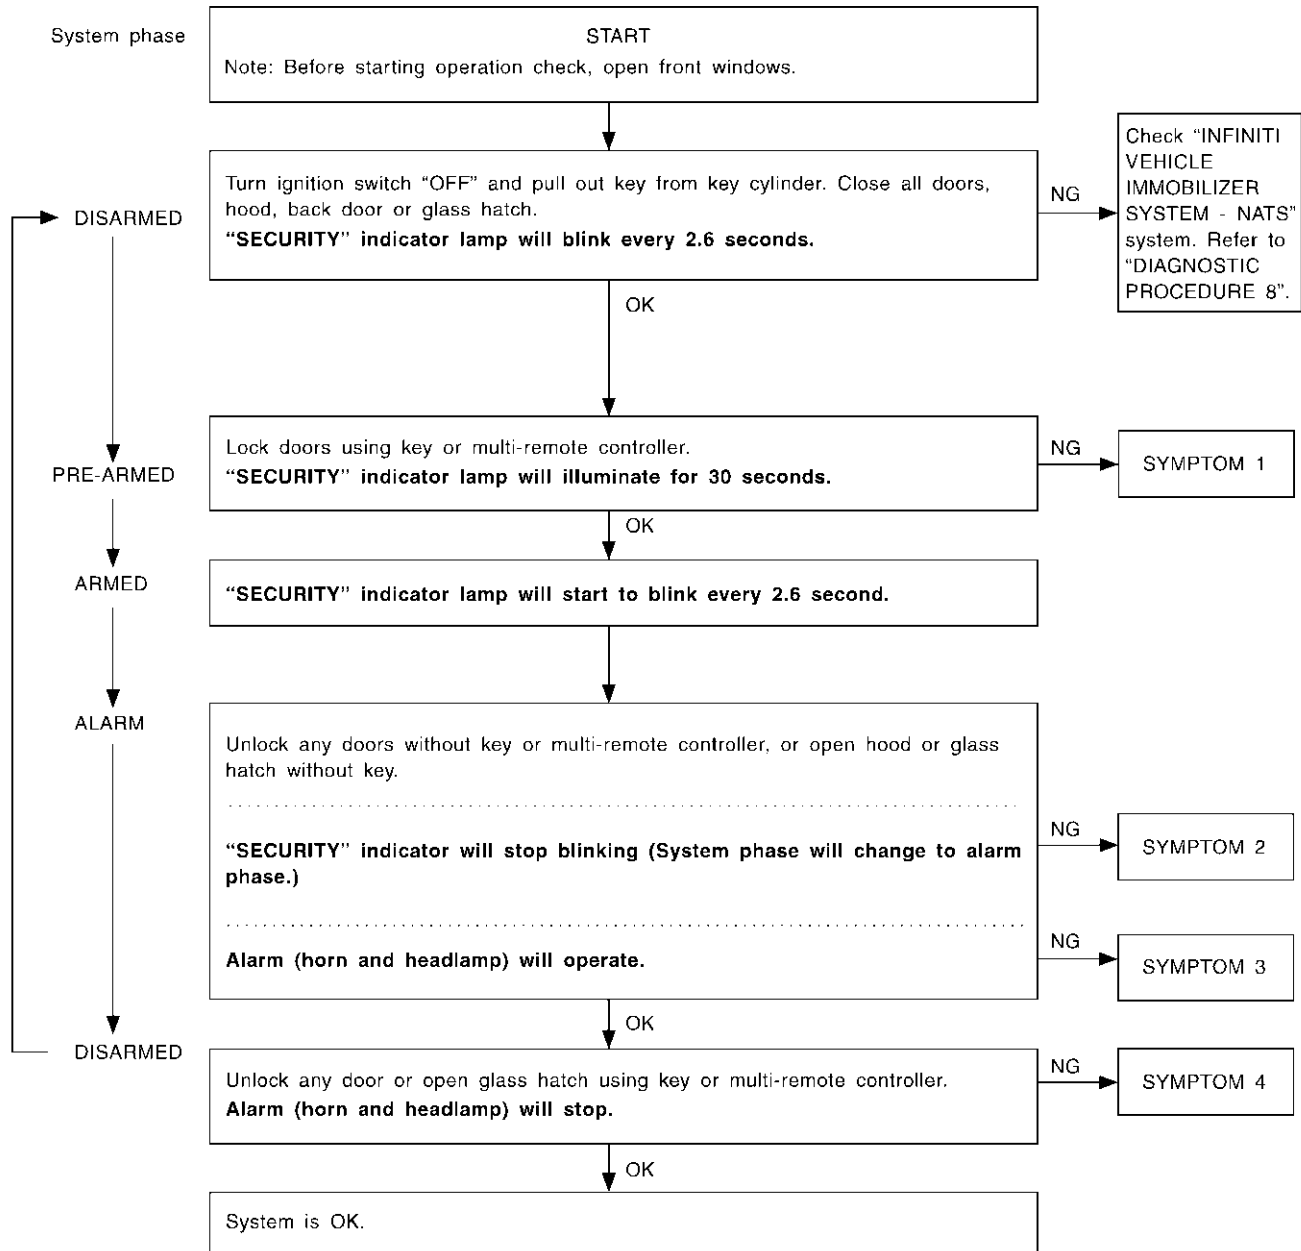 System phase
START
Note: Before starting operation check, open front windows.
DISARMED
Turn ignition switch “OFF” and pull out key from key cylinder. Close all doors,
hood, back door or glass hatch.
“SECURITY” indicator lamp will blink every 2.6 seconds.
NG
Check “INFINITI
VEHICLE
IMMOBILIZER
SYSTEM - NATS”
system. Refer to
“DIAGNOSTIC
PROCEDURE 8”.
OK
PRE-ARMED
Lock doors using key or multi-remote controller.
“SECURITY” indicator lamp will illuminate for 30 seconds.
NG
SYMPTOM 1
OK
ARMED
“SECURITY” indicator lamp will start to blink every 2.6 second.
ALARM
Unlock any doors without key or multi-remote controller, or open hood or glass
hatch without key.
“SECURITY” indicator will stop blinking (System phase will change to alarm
phase.)
NG
SYMPTOM 2
Alarm (horn and headlamp) will operate.
NG
SYMPTOM 3
OK
DISARMED
Unlock any door or open glass hatch using key or multi-remote controller.
Alarm (horn and headlamp) will stop.
NG
SYMPTOM 4
OK
System is OK.